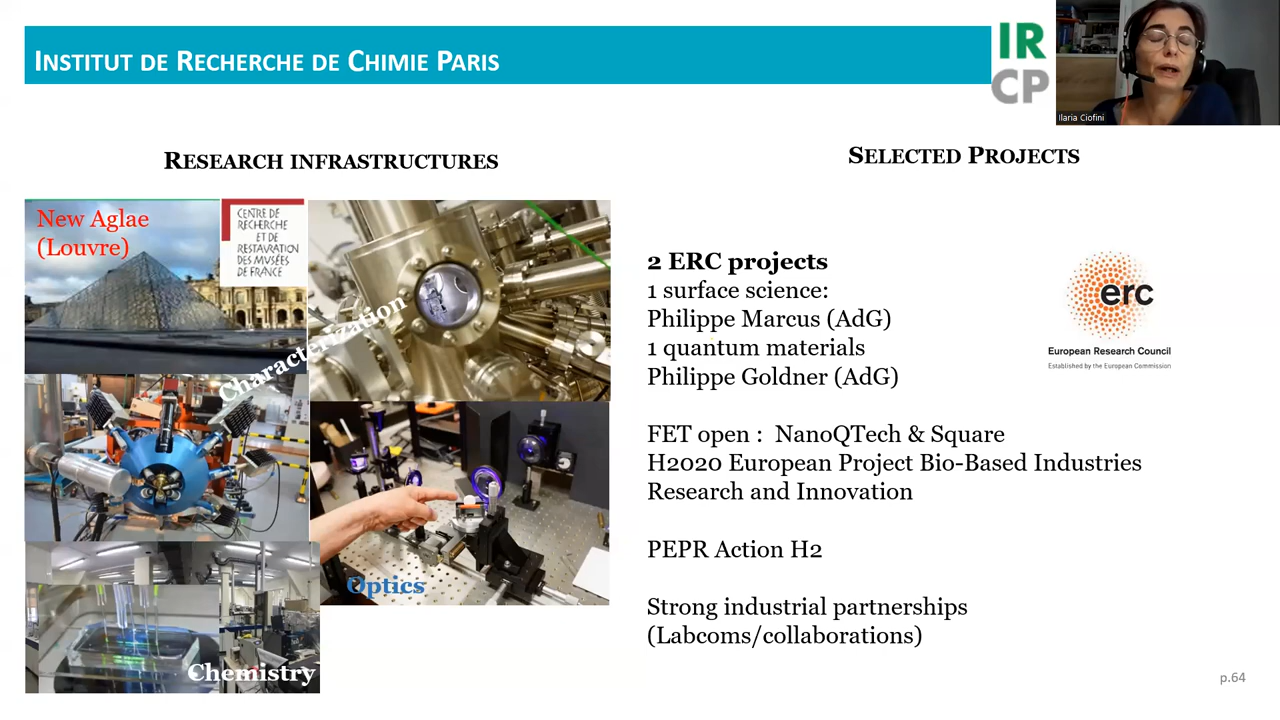 INSTITUT DE RECHERCHE DE CHIMIE PARIS
IR
CP
Ilaria Ciofini
RESEARCH INFRASTRUCTURES
SELECTED PROJECTS
New Aglae
(Louvre)
CENTRE DE
RECHERCHE
ET DE
RESTAURATION
DES MUSÉES
DE FRANCE
Characterization
Optics
Chemistry
2 ERC projects
1 surface science:
Philippe Marcus (AdG)
1 quantum materials
Philippe Goldner (AdG)
erc
European Research Council
Established by the European Commission
FET open : NanoQTech & Square
H2020 European Project Bio-Based Industries
Research and Innovation
PEPR Action H2
Strong industrial partnerships
(Labcoms/collaborations)
p.64